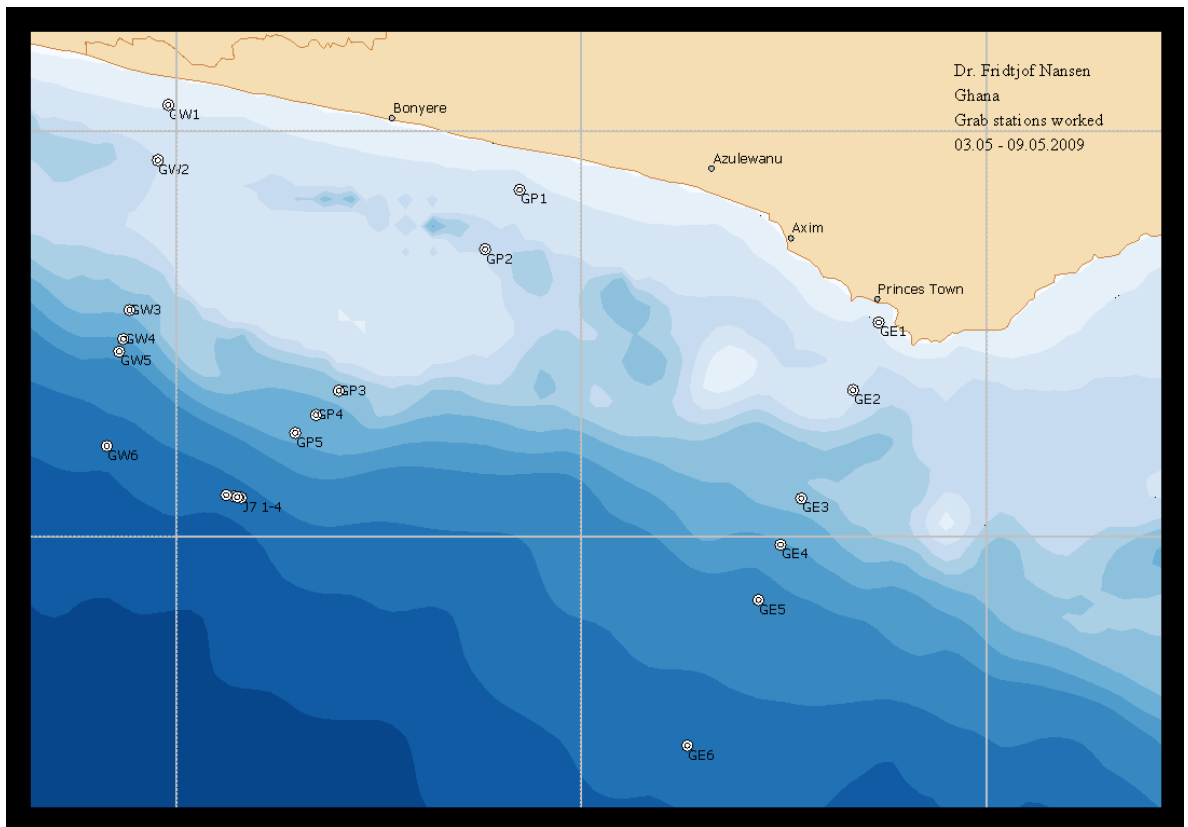 Dr. Fridtjof Nansen
Ghana
Grab stations worked
03.05 - 09.05.2009
Bonyere
GW1
Azulewanu
GW2
GP1
Axim
GP2
Princes Town
GW3
GE1
GW4
GW5
GP3
GE2
GP4
GP5
GW6
J7 1-4
GE3
GE4
GE5
GE6